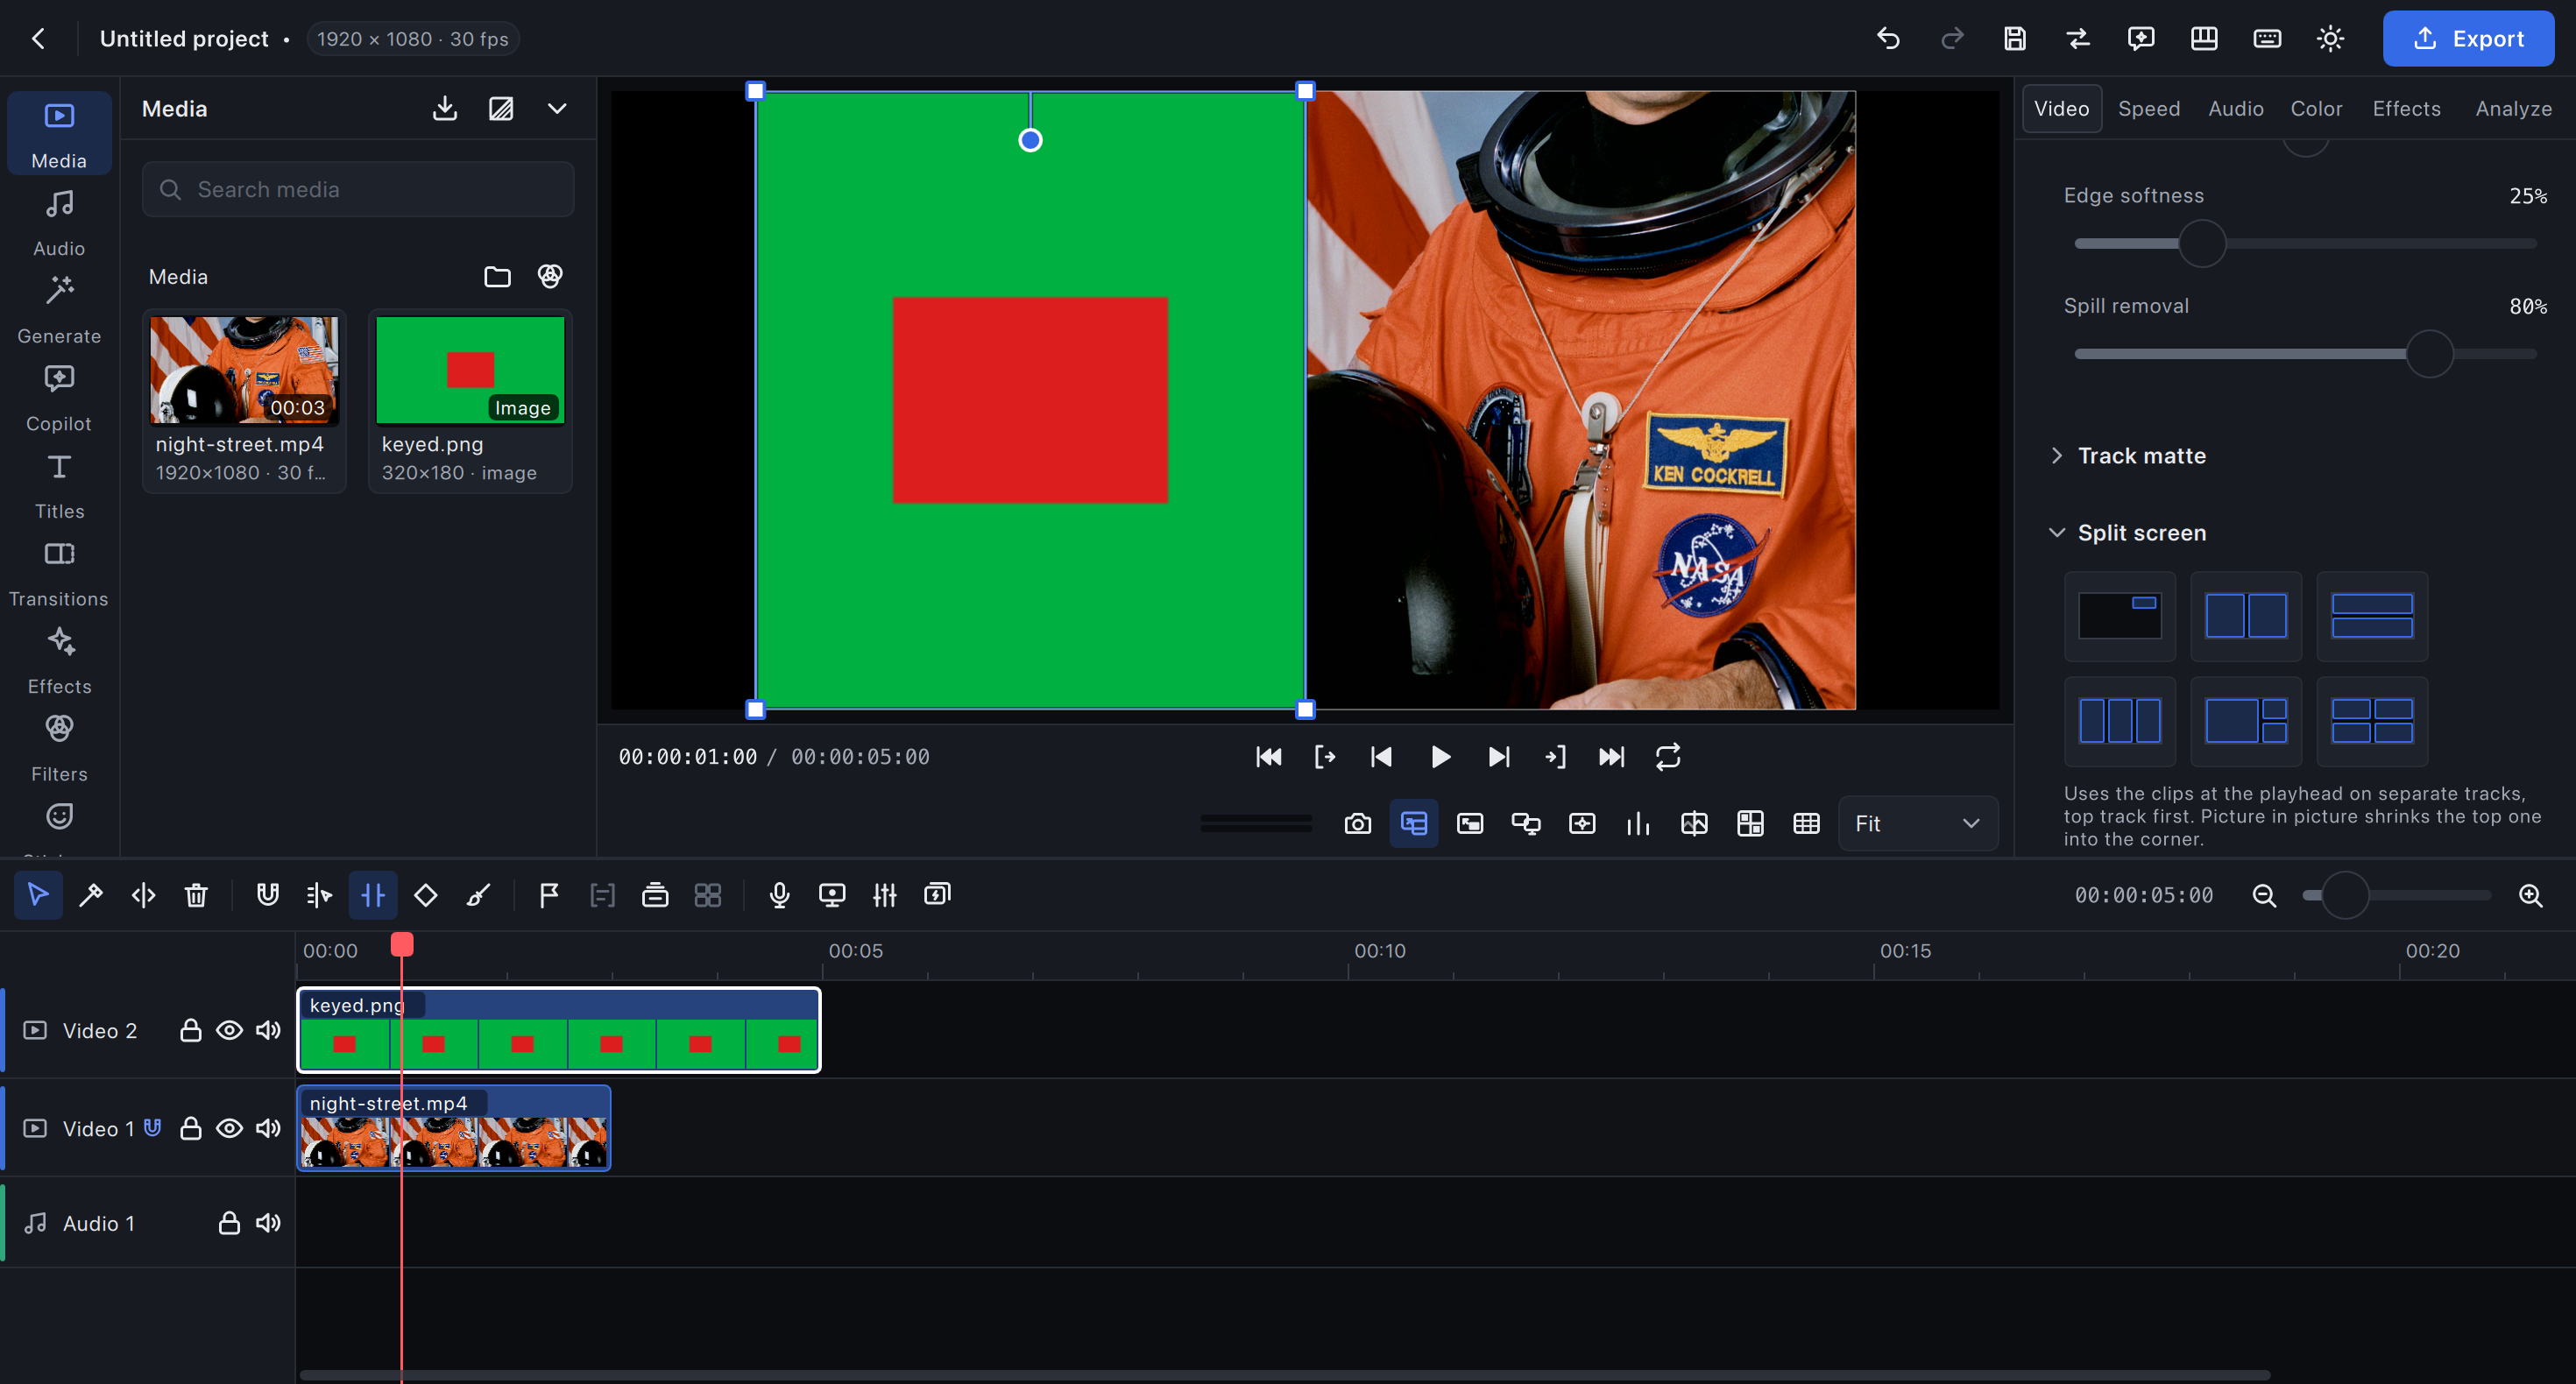 Untitled project • 1920 × 1080 · 30 fps
Export
Media
Audio
Generate
Copilot
Titles
Transitions
Effects
Filters
Media
Search media
Media
00:03
night-street.mp4
1920×1080 · 30 f…
Image
keyed.png
320×180 · image
KEN COCKRELL
NASA
00:00:01:00 / 00:00:05:00
Fit
Video Speed Audio Color Effects Analyze
Edge softness 25%
Spill removal 80%
Track matte
Split screen
Uses the clips at the playhead on separate tracks,
top track first. Picture in picture shrinks the top one
into the corner.
00:00:05:00
00:00 00:05 00:10 00:15 00:20
Video 2
keyed.png
Video 1
night-street.mp4
Audio 1